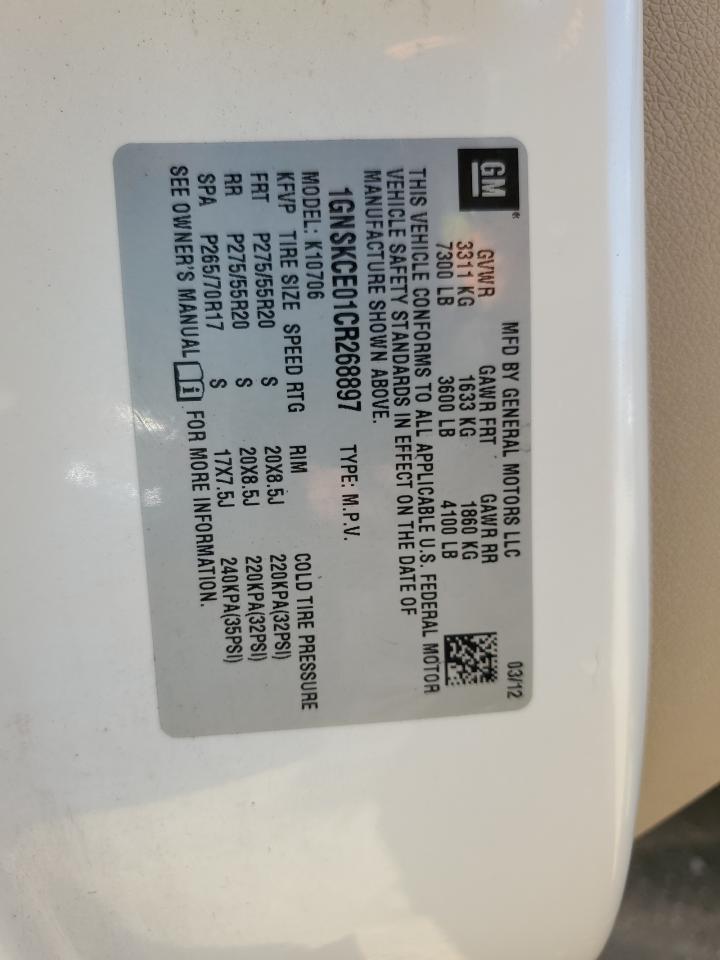 GM®
MFD BY GENERAL MOTORS LLC 03/12
GVWR GAWR FRT GAWR RR
3311 KG 1633 KG 1860 KG
7300 LB 3600 LB 4100 LB
THIS VEHICLE CONFORMS TO ALL APPLICABLE U.S. FEDERAL MOTOR
VEHICLE SAFETY STANDARDS IN EFFECT ON THE DATE OF
MANUFACTURE SHOWN ABOVE.
1GNSKCE01CR268897 TYPE: M.P.V.
MODEL: K10706
KFVP TIRE SIZE SPEED RTG RIM COLD TIRE PRESSURE
FRT P275/55R20 S 20X8.5J 220KPA(32PSI)
RR P275/55R20 S 20X8.5J 220KPA(32PSI)
SPA P265/70R17 S 17X7.5J 240KPA(35PSI)
SEE OWNER'S MANUAL i FOR MORE INFORMATION.